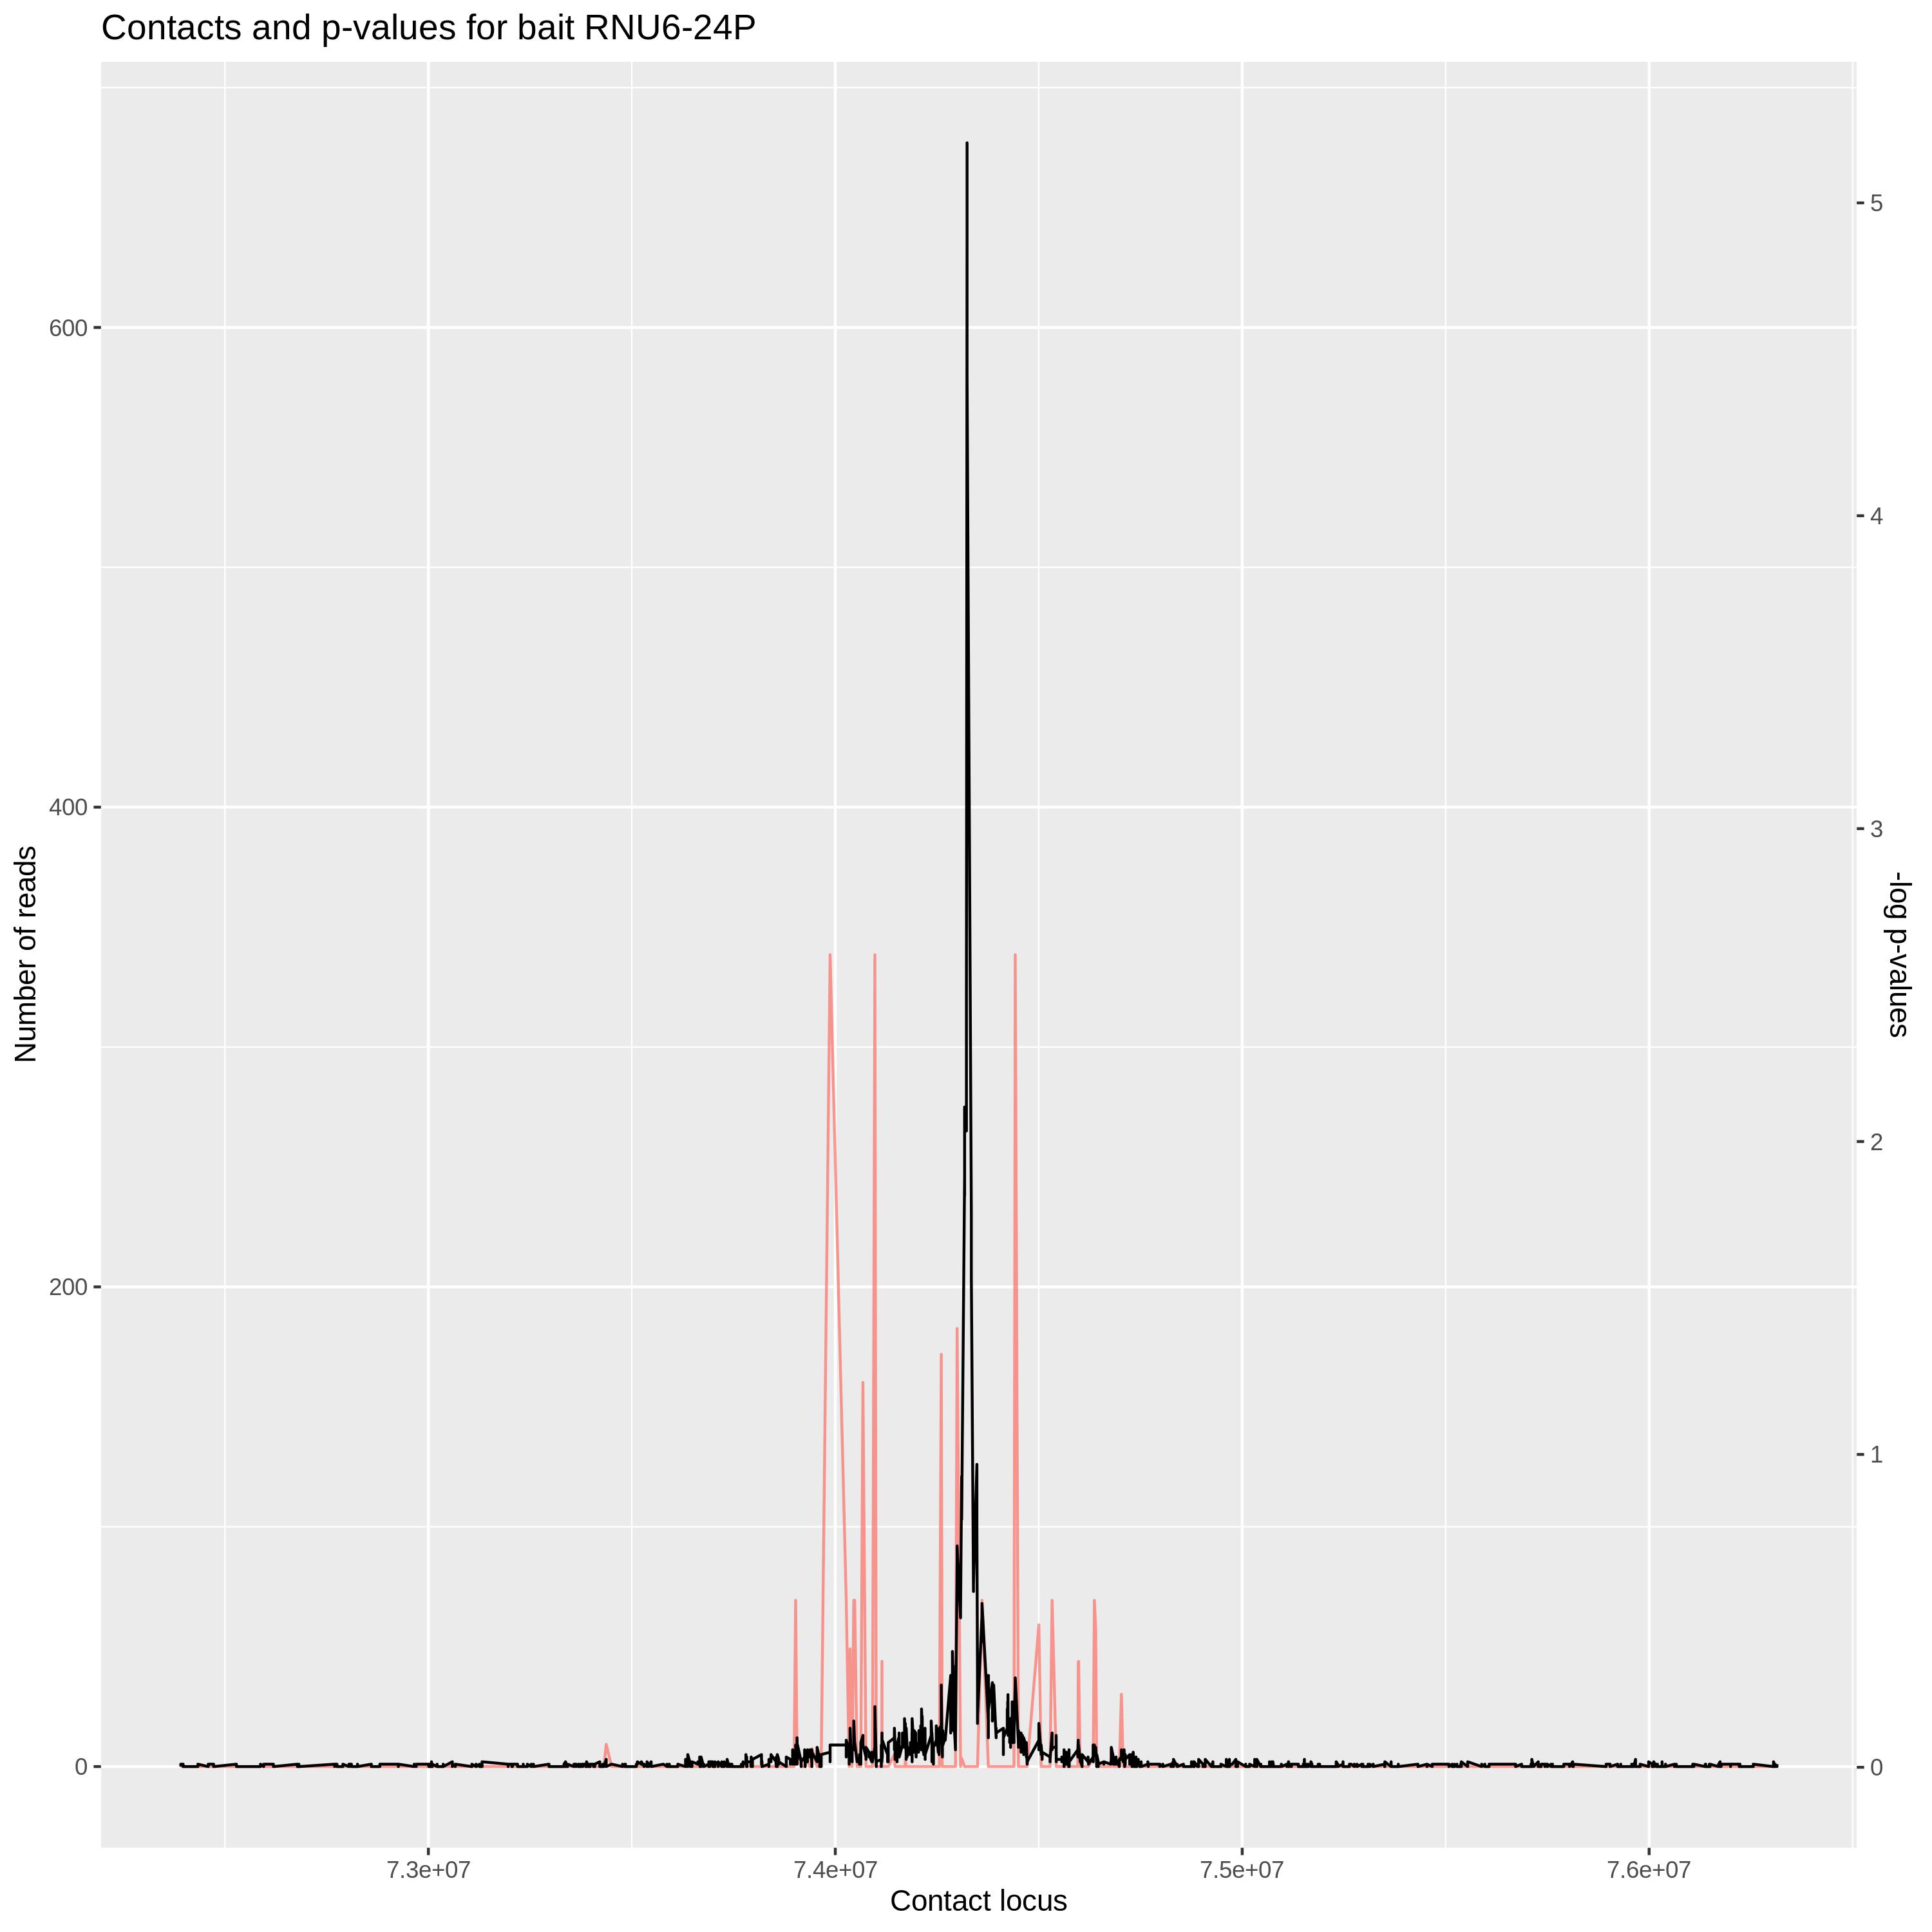 Contacts and p-values for bait RNU6-24P
600
400
200
0
Number of reads
5
4
3
2
1
0
-log p-values
7.3e+07
7.4e+07
7.5e+07
7.6e+07
Contact locus